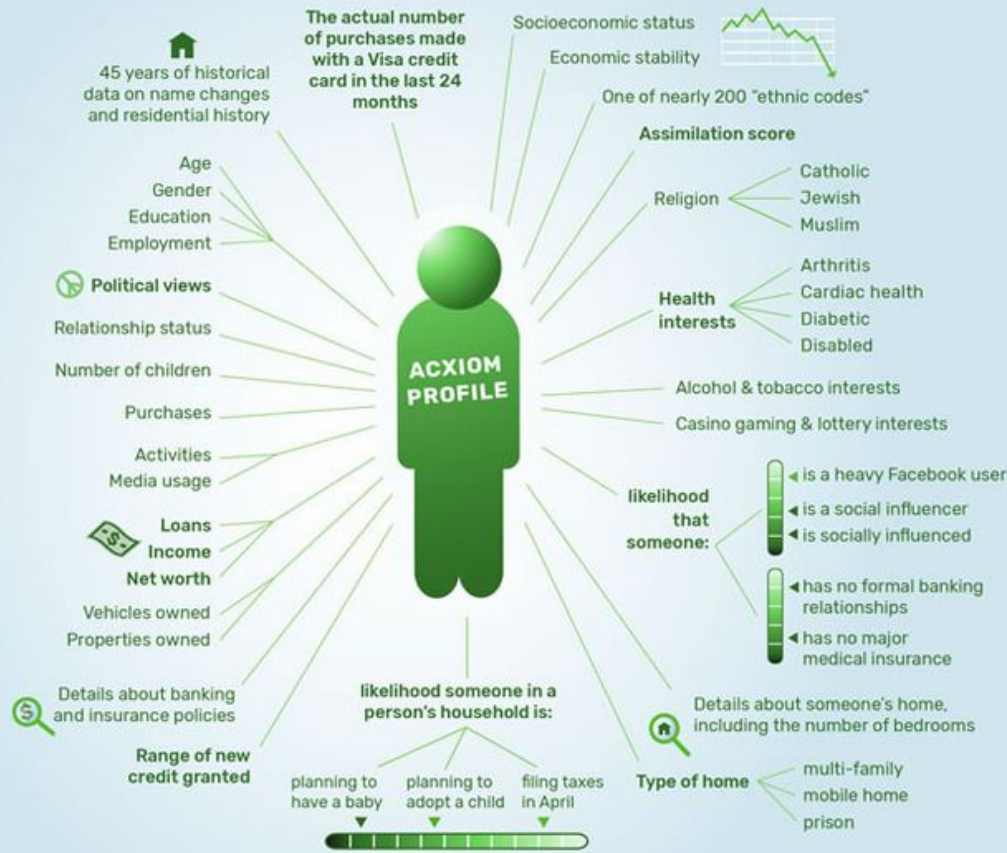 The actual number
of purchases made
with a Visa credit
card in the last 24
months
Socioeconomic status
Economic stability
One of nearly 200 "ethnic codes"
Assimilation score
Religion
Catholic
Jewish
Muslim
Health
interests
Arthritis
Cardiac health
Diabetic
Disabled
Alcohol & tobacco interests
Casino gaming & lottery interests
likelihood
that
someone:
is a heavy Facebook user
is a social influencer
is socially influenced
has no formal banking
relationships
has no major
medical insurance
Details about someone's home,
including the number of bedrooms
Type of home
multi-family
mobile home
prison
45 years of historical
data on name changes
and residential history
Age
Gender
Education
Employment
Political views
Relationship status
Number of children
Purchases
Activities
Media usage
$
Loans
Income
Net worth
Vehicles owned
Properties owned
$
Details about banking
and insurance policies
Range of new
credit granted
ACXIOM
PROFILE
likelihood someone in a
person's household is:
planning to
have a baby
planning to
adopt a child
filing taxes
in April